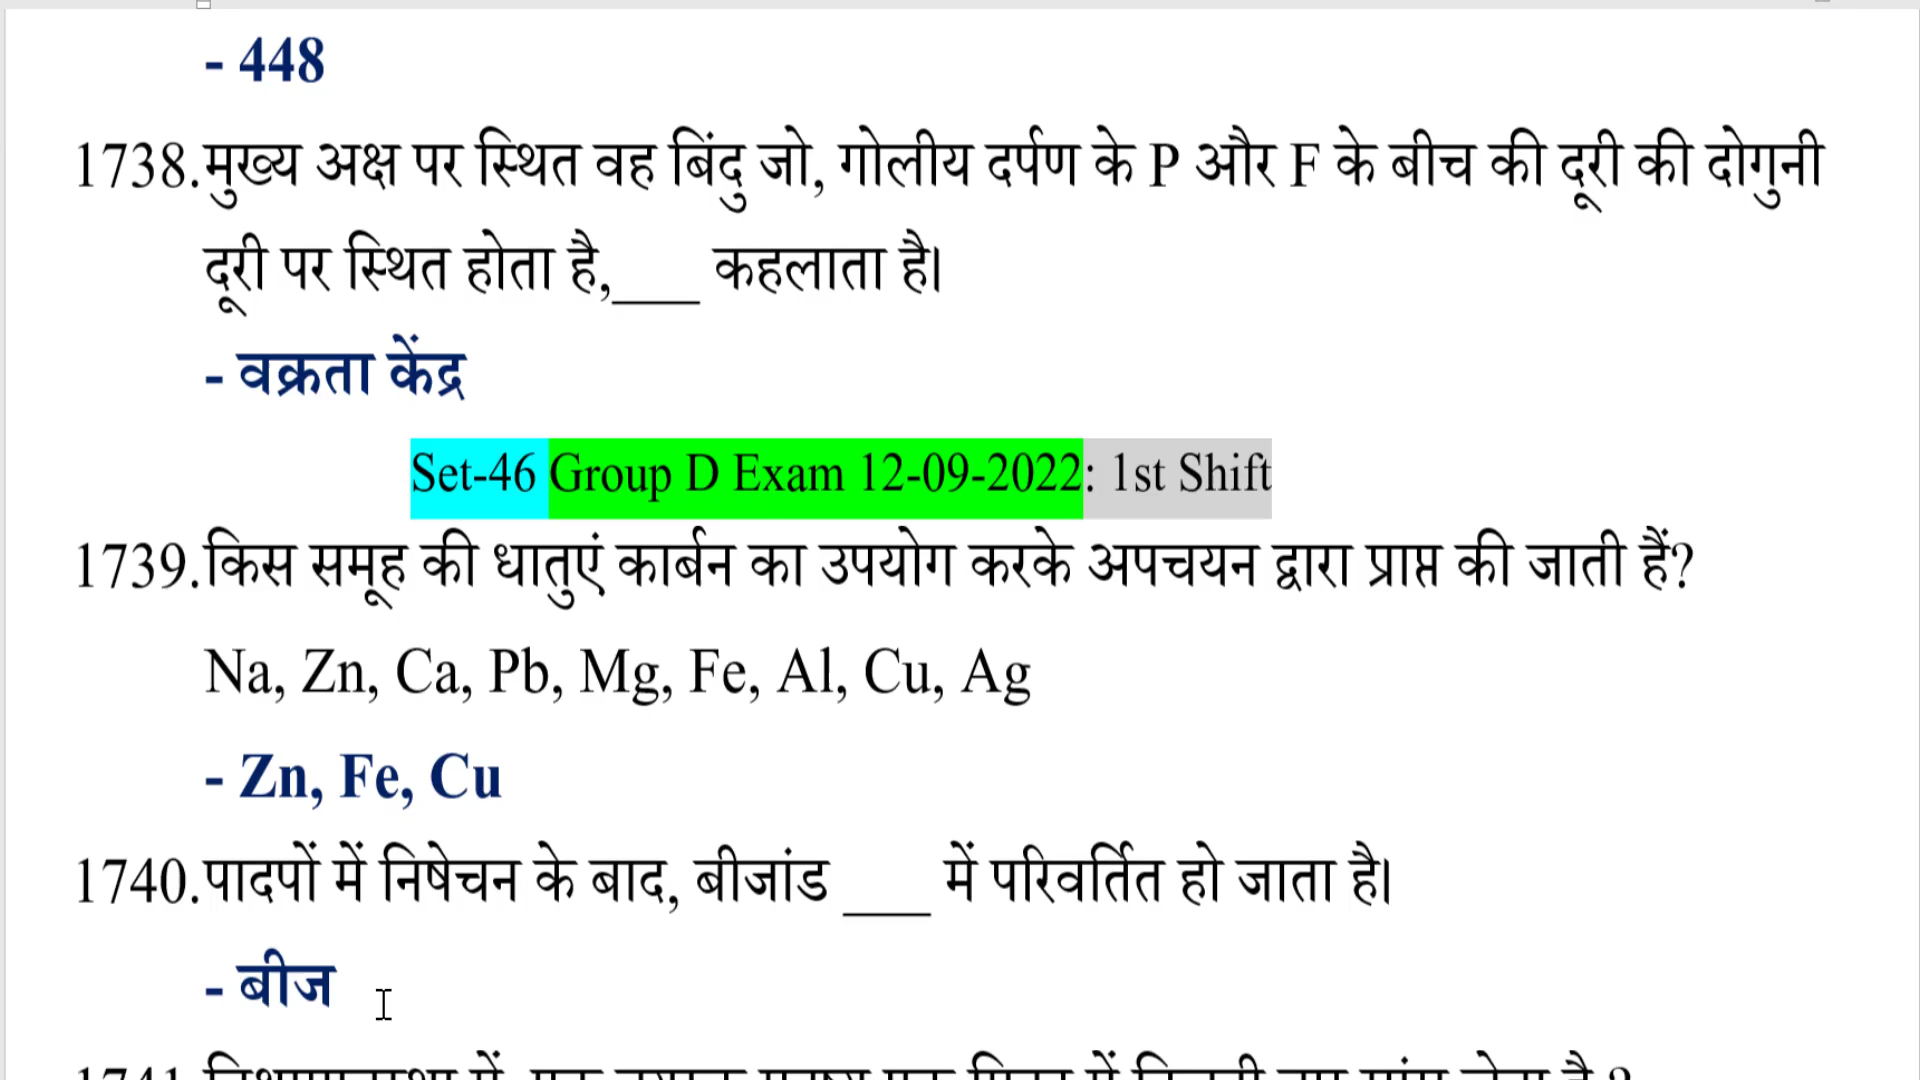 - 448
1738.मुख्य अक्ष पर स्थित वह बिंदु जो, गोलीय दर्पण के P और F के बीच की दूरी की दोगुनी
दूरी पर स्थित होता है,___ कहलाता है।
- वक्रता केंद्र
Set-46 Group D Exam 12-09-2022: 1st Shift
1739.किस समूह की धातुएं कार्बन का उपयोग करके अपचयन द्वारा प्राप्त की जाती हैं?
Na, Zn, Ca, Pb, Mg, Fe, Al, Cu, Ag
- Zn, Fe, Cu
1740.पादपों में निषेचन के बाद, बीजांड ___ में परिवर्तित हो जाता है।
- बीज